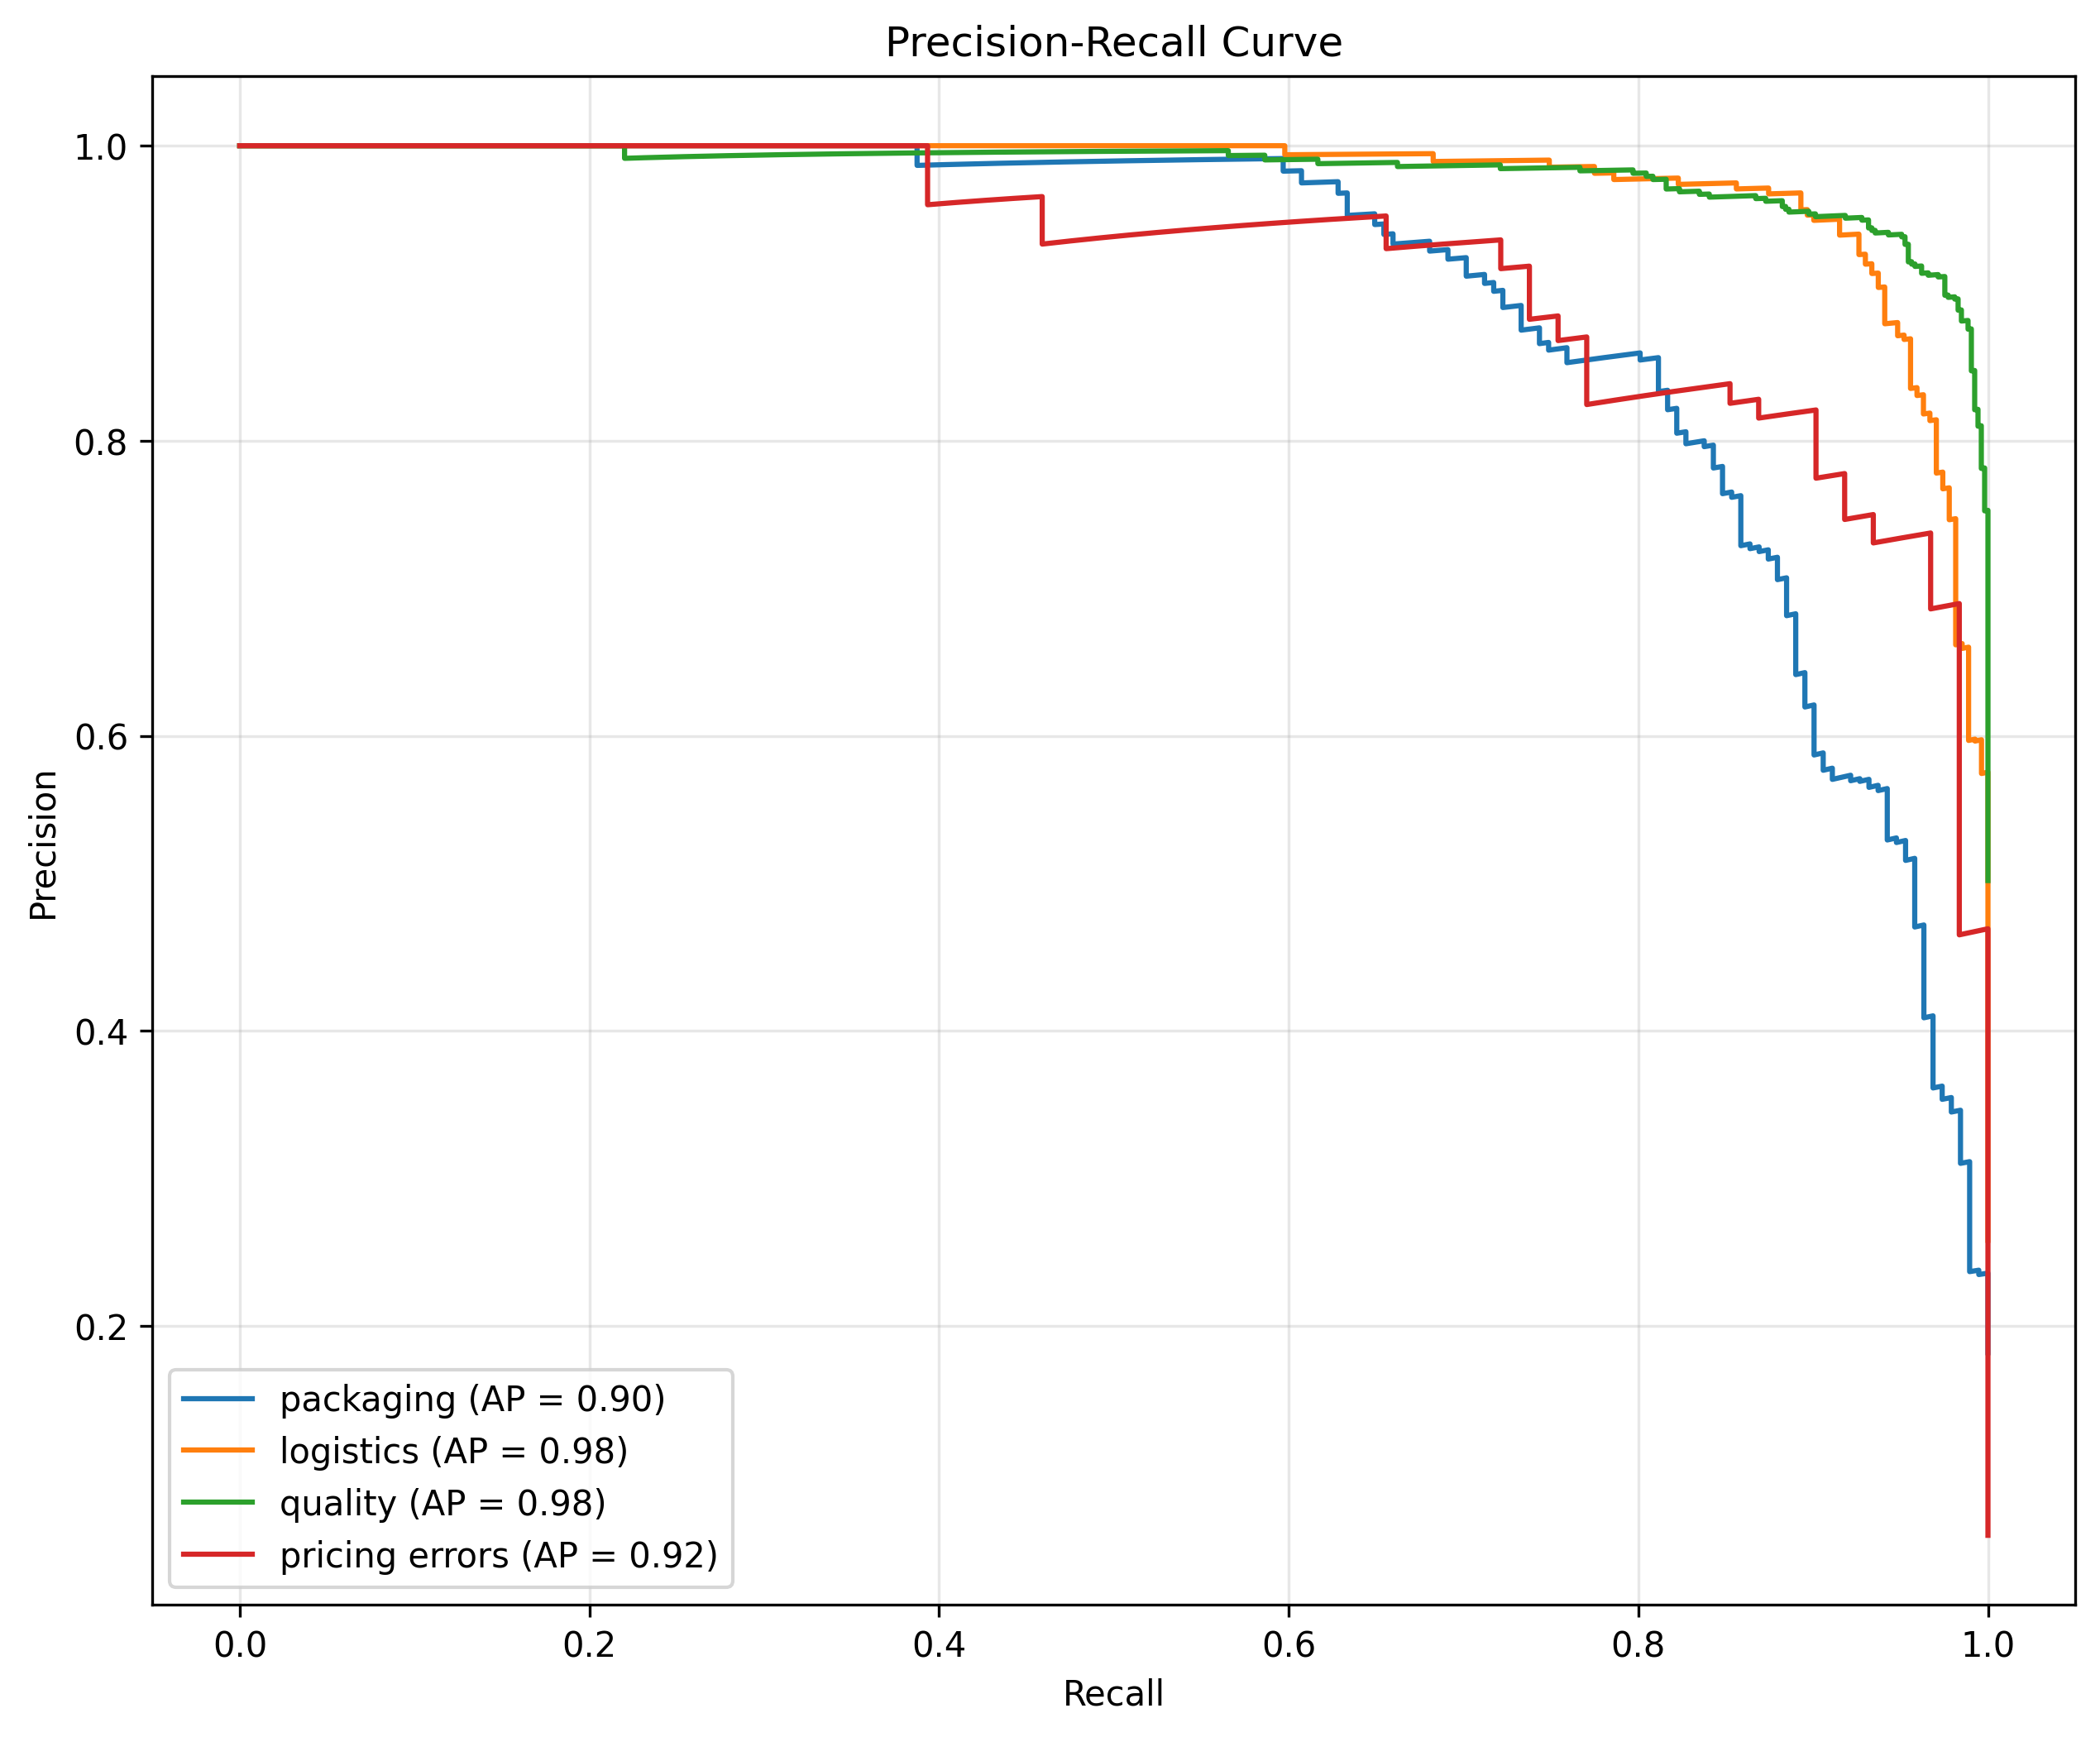 Precision-Recall Curve
1.0
0.8
0.6
0.4
0.2
Precision
packaging (AP = 0.90)
logistics (AP = 0.98)
quality (AP = 0.98)
pricing errors (AP = 0.92)
0.0 0.2 0.4 0.6 0.8 1.0
Recall